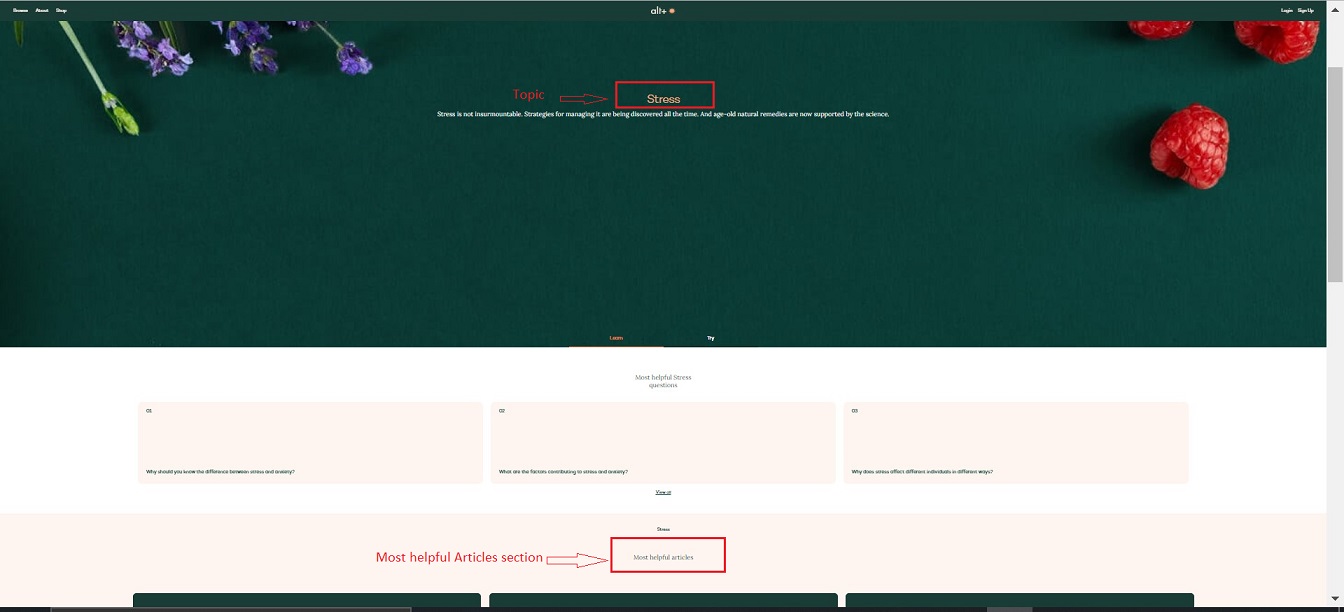 Browse About Shop
alt+
Login Sign Up
Topic
Stress
Stress is not insurmountable. Strategies for managing it are being discovered all the time. And age-old natural remedies are now supported by the science.
Learn Try
Most helpful Stress
questions
01 02 03
Why should you know the difference between stress and anxiety? What are the factors contributing to stress and anxiety? Why does stress affect different individuals in different ways?
View all
Stress
Most helpful Articles section
Most helpful articles